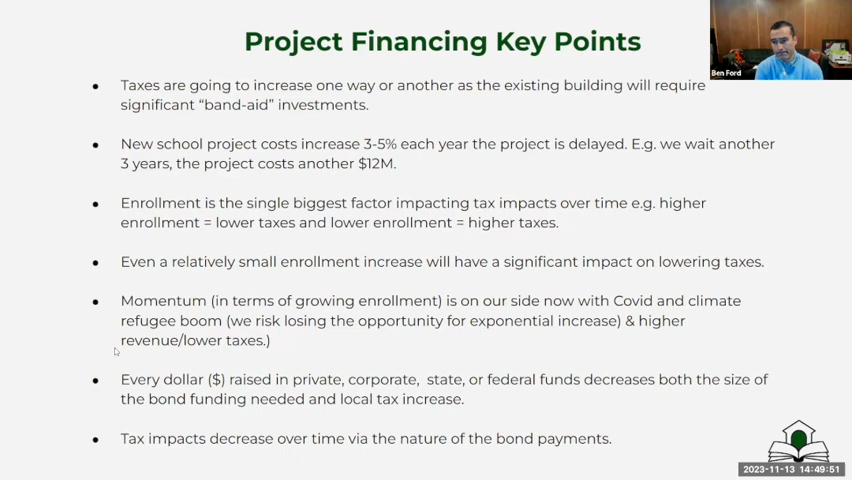 Project Financing Key Points
Ben Ford
Taxes are going to increase one way or another as the existing building will require
significant “band-aid” investments.
New school project costs increase 3-5% each year the project is delayed. E.g. we wait another
3 years, the project costs another $12M.
Enrollment is the single biggest factor impacting tax impacts over time e.g. higher
enrollment = lower taxes and lower enrollment = higher taxes.
Even a relatively small enrollment increase will have a significant impact on lowering taxes.
Momentum (in terms of growing enrollment) is on our side now with Covid and climate
refugee boom (we risk losing the opportunity for exponential increase) & higher
revenue/lower taxes.)
Every dollar ($) raised in private, corporate, state, or federal funds decreases both the size of
the bond funding needed and local tax increase.
Tax impacts decrease over time via the nature of the bond payments.
2023-11-13 14:49:51